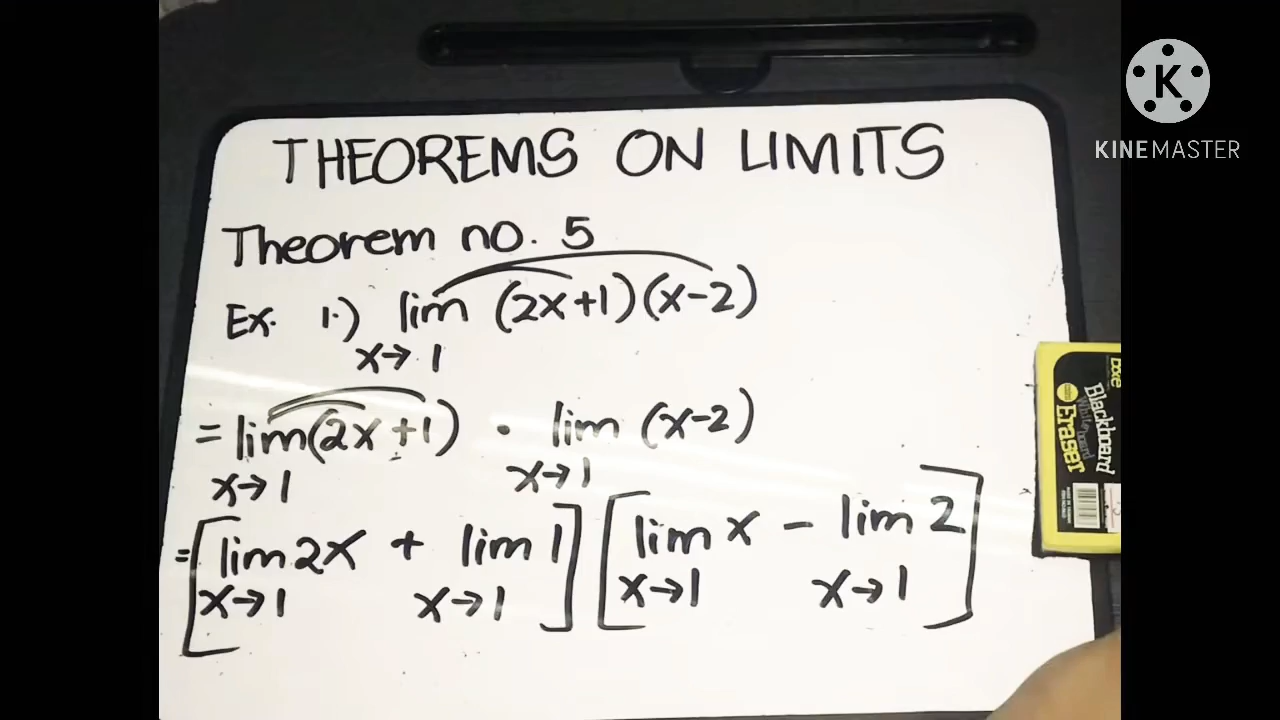 THEOREMS ON LIMITS
Theorem no. 5
Ex. 1.) lim (2x+1)(x-2)
x→1
= lim(2x+1) · lim (x-2)
x→1 x→1
= [lim 2x + lim 1] [lim x - lim 2]
x→1 x→1 x→1 x→1
K
KINEMASTER
Blackboard
Whiteboard
Eraser